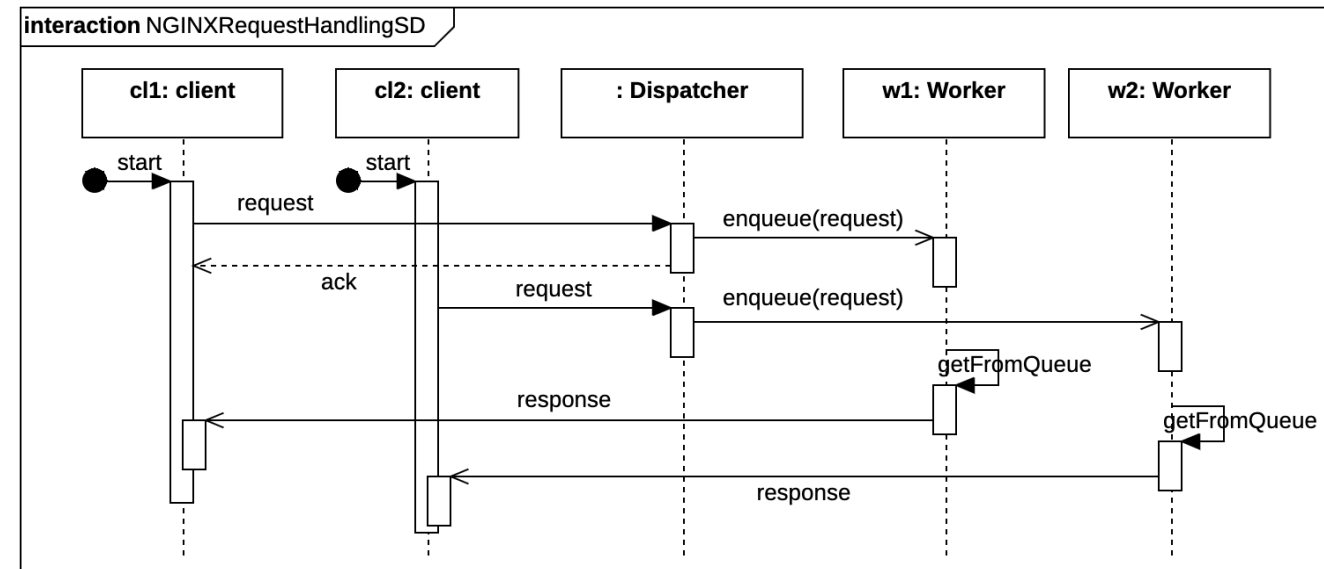 interaction NGINXRequestHandlingSD
cl1: client
cl2: client
: Dispatcher
w1: Worker
w2: Worker
start
start
request
enqueue(request)
ack
request
enqueue(request)
getFromQueue
response
getFromQueue
response